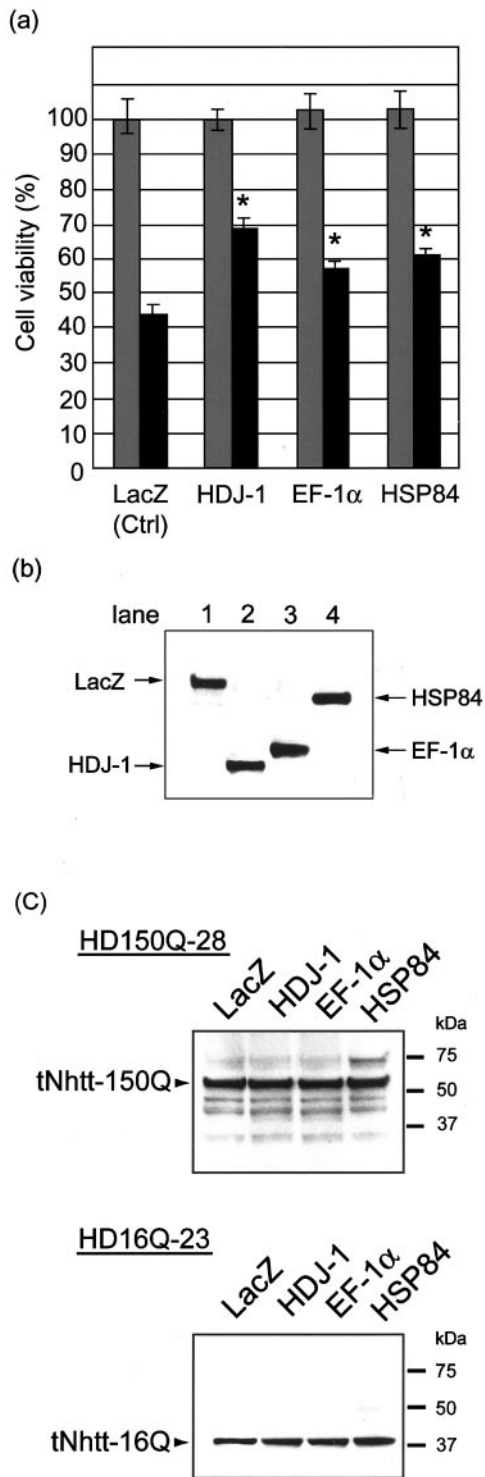 (a)
Cell viability (%)
100
90
80
70
60
50
40
30
20
10
0
* * *
LacZ HDJ-1 EF-1α HSP84
(Ctrl)
(b)
lane 1 2 3 4
LacZ
HSP84
EF-1α
HDJ-1
(C)
HD150Q-28
LacZ HDJ-1 EF-1α HSP84
kDa
75
tNhtt-150Q
50
37
HD16Q-23
LacZ HDJ-1 EF-1α HSP84
kDa
75
50
tNhtt-16Q 37